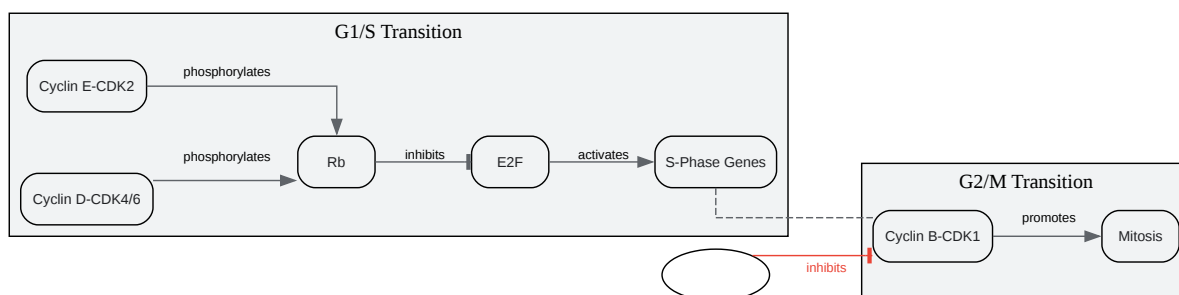 G1/S Transition
phosphorylates
Cyclin E-CDK2
phosphorylates
Rb
inhibits
E2F
activates
S-Phase Genes
Cyclin D-CDK4/6
G2/M Transition
Cyclin B-CDK1
promotes
Mitosis
inhibits